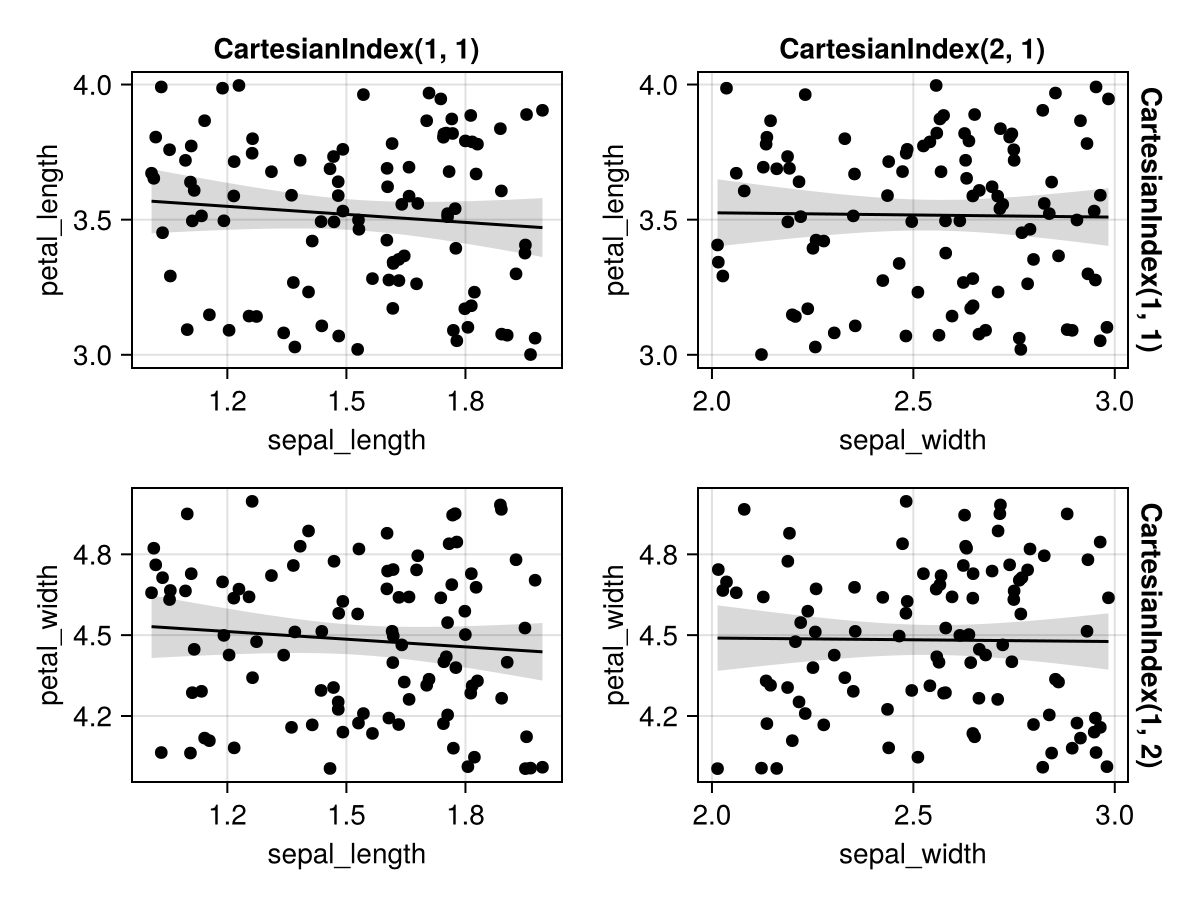 CartesianIndex(1, 1)
CartesianIndex(2, 1)
4.0
3.5
3.0
petal_length
1.2
1.5
1.8
sepal_length
4.0
3.5
3.0
petal_length
2.0
2.5
3.0
sepal_width
CartesianIndex(1, 1)
4.8
4.5
4.2
petal_width
1.2
1.5
1.8
sepal_length
4.8
4.5
4.2
petal_width
2.0
2.5
3.0
sepal_width
CartesianIndex(1, 2)